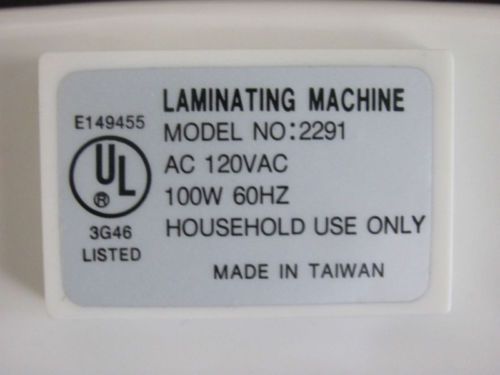 E149455
UL
®
3G46
LISTED
LAMINATING MACHINE
MODEL NO:2291
AC 120VAC
100W 60HZ
HOUSEHOLD USE ONLY
MADE IN TAIWAN